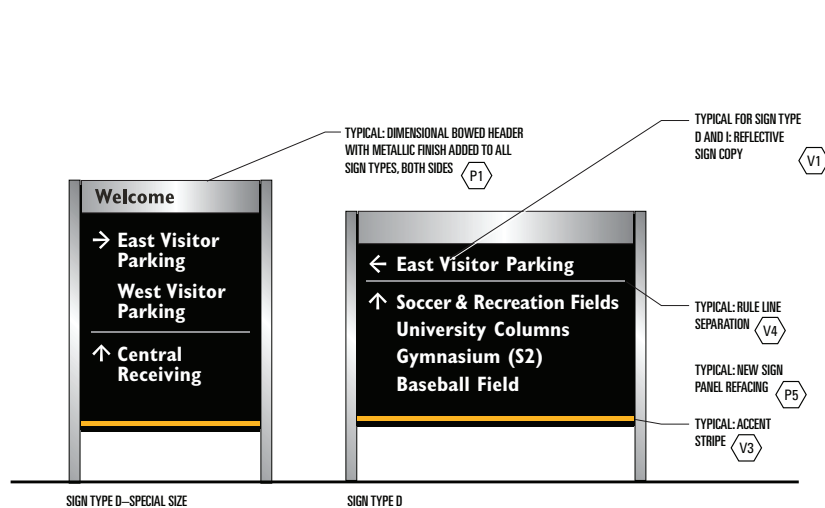 TYPICAL: DIMENSIONAL BOWED HEADER
WITH METALLIC FINISH ADDED TO ALL
SIGN TYPES, BOTH SIDES
P1
TYPICAL FOR SIGN TYPE
D AND I: REFLECTIVE
SIGN COPY
V1
Welcome
→ East Visitor
Parking
West Visitor
Parking
↑ Central
Receiving
← East Visitor Parking
↑ Soccer & Recreation Fields
University Columns
Gymnasium (S2)
Baseball Field
TYPICAL: RULE LINE
SEPARATION V4
TYPICAL: NEW SIGN
PANEL REFACING P5
TYPICAL: ACCENT
STRIPE V3
SIGN TYPE D–SPECIAL SIZE
SIGN TYPE D